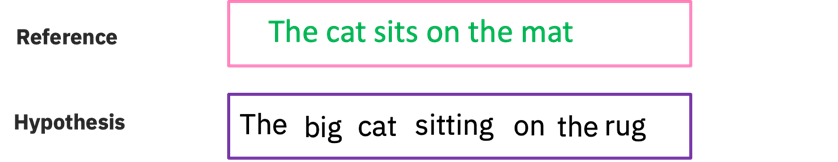 Reference The cat sits on the mat
Hypothesis The big cat sitting on the rug